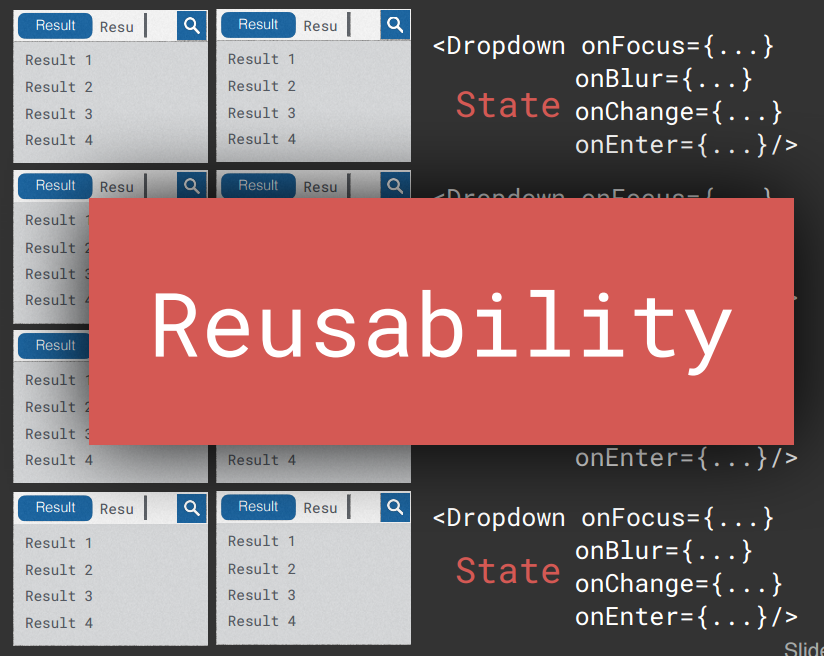 Result Resu
Result 1
Result 2
Result 3
Result 4
Result Resu
Result 1
Result 2
Result 3
Result 4
<Dropdown onFocus={...}
onBlur={...}
State
onChange={...}
onEnter={...}/>
Result Resu
Result
Result 2
Result 3
Result 4
Result Resu
<Dropdown onFocus={...}
Reusability
Result
Result
Result 2
Result 3
Result 4
Result 4
onEnter={...}/>
Result Resu
Result 1
Result 2
Result 3
Result 4
Result Resu
Result 1
Result 2
Result 3
Result 4
<Dropdown onFocus={...}
onBlur={...}
State
onChange={...}
onEnter={...}/>
Slide